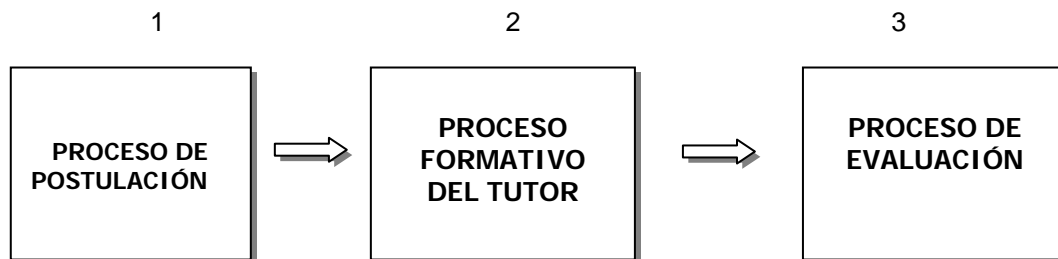 1
2
3
PROCESO DE
POSTULACIÓN
PROCESO
FORMATIVO
DEL TUTOR
PROCESO DE
EVALUACIÓN